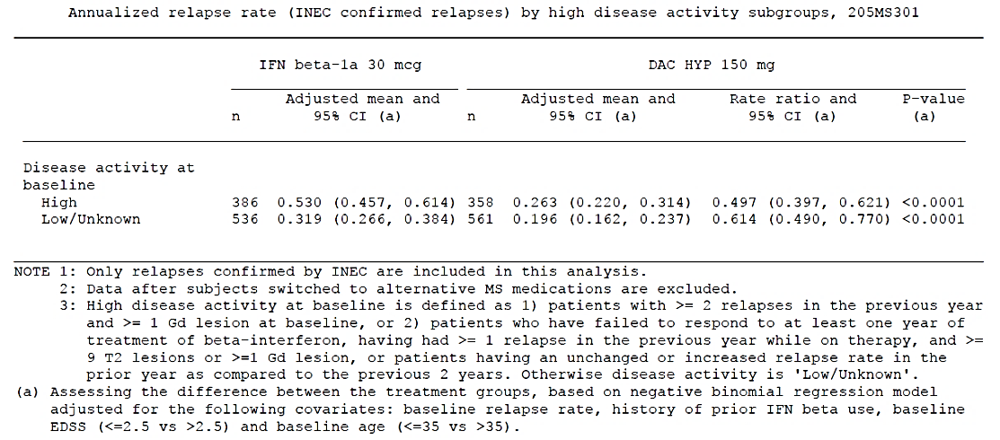 Annualized relapse rate (INEC confirmed relapses) by high disease activity subgroups, 205MS301
IFN beta-1a 30 mcg DAC HYP 150 mg
Adjusted mean and Adjusted mean and Rate ratio and P-value
n 95% CI (a) n 95% CI (a) 95% CI (a) (a)
Disease activity at
baseline
High 386 0.530 (0.457, 0.614) 358 0.263 (0.220, 0.314) 0.497 (0.397, 0.621) <0.0001
Low/Unknown 536 0.319 (0.266, 0.384) 561 0.196 (0.162, 0.237) 0.614 (0.490, 0.770) <0.0001
NOTE 1: Only relapses confirmed by INEC are included in this analysis.
2: Data after subjects switched to alternative MS medications are excluded.
3: High disease activity at baseline is defined as 1) patients with >= 2 relapses in the previous year
and >= 1 Gd lesion at baseline, or 2) patients who have failed to respond to at least one year of
treatment of beta-interferon, having had >= 1 relapse in the previous year while on therapy, and >=
9 T2 lesions or >=1 Gd lesion, or patients having an unchanged or increased relapse rate in the
prior year as compared to the previous 2 years. Otherwise disease activity is 'Low/Unknown'.
(a) Assessing the difference between the treatment groups, based on negative binomial regression model
adjusted for the following covariates: baseline relapse rate, history of prior IFN beta use, baseline
EDSS (<=2.5 vs >2.5) and baseline age (<=35 vs >35).